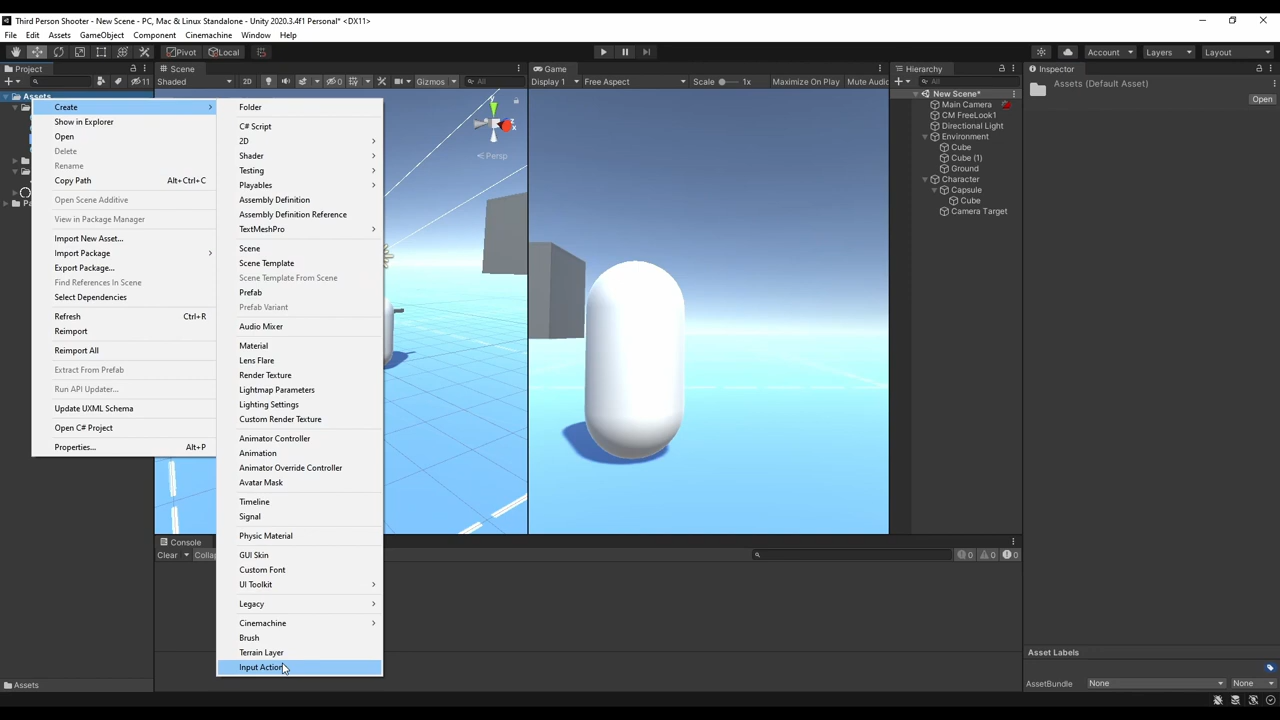 Third Person Shooter - New Scene - PC, Mac & Linux Standalone - Unity 2020.3.4f1 Personal* <DX11>
File Edit Assets GameObject Component Cinemachine Window Help
Pivot Local Account Layers Layout
Project Scene Game Hierarchy Inspector
11 Shaded 2D 0 Gizmos All Display 1 Free Aspect Scale 1x Maximize On Play Mute Audio All
Assets
Create
Show in Explorer
Open
Delete
Rename
Copy Path Alt+Ctrl+C
Open Scene Additive
View in Package Manager
Import New Asset...
Import Package
Export Package...
Find References In Scene
Select Dependencies
Refresh Ctrl+R
Reimport
Reimport All
Extract From Prefab
Run API Updater...
Update UXML Schema
Open C# Project
Properties... Alt+P
Folder
C# Script
2D
Shader
Testing
Playables
Assembly Definition
Assembly Definition Reference
TextMeshPro
Scene
Scene Template
Scene Template From Scene
Prefab
Prefab Variant
Audio Mixer
Material
Lens Flare
Render Texture
Lightmap Parameters
Lighting Settings
Custom Render Texture
Animator Controller
Animation
Animator Override Controller
Avatar Mask
Timeline
Signal
Physic Material
GUI Skin
Custom Font
UI Toolkit
Legacy
Cinemachine
Brush
Terrain Layer
Input Action
y
x
z
Persp
New Scene*
Main Camera
CM FreeLook1
Directional Light
Environment
Cube
Cube (1)
Ground
Character
Capsule
Cube
Camera Target
Assets (Default Asset)
Open
Console
Clear 0 0 0
Asset Labels
AssetBundle None None
Assets